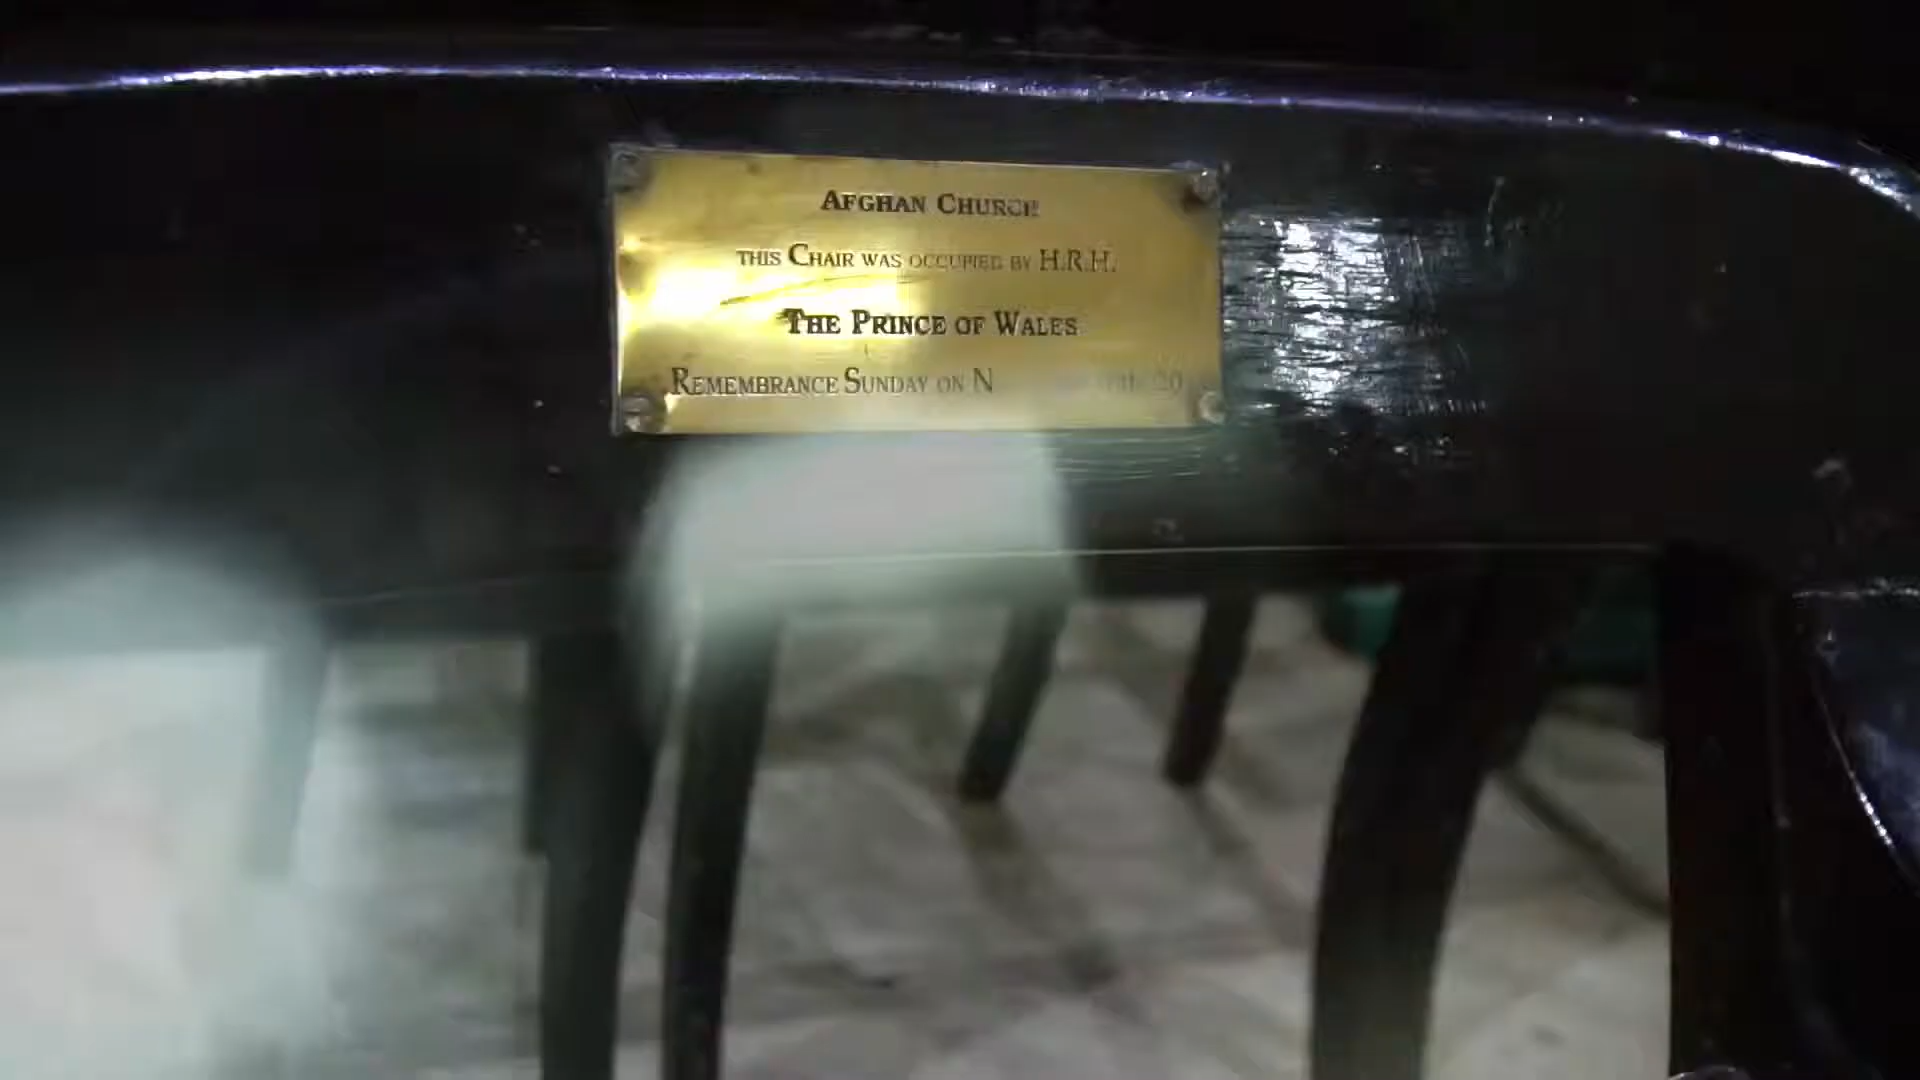 AFGHAN CHURCH
THIS CHAIR WAS OCCUPIED BY H.R.H.
THE PRINCE OF WALES
REMEMBRANCE SUNDAY ON